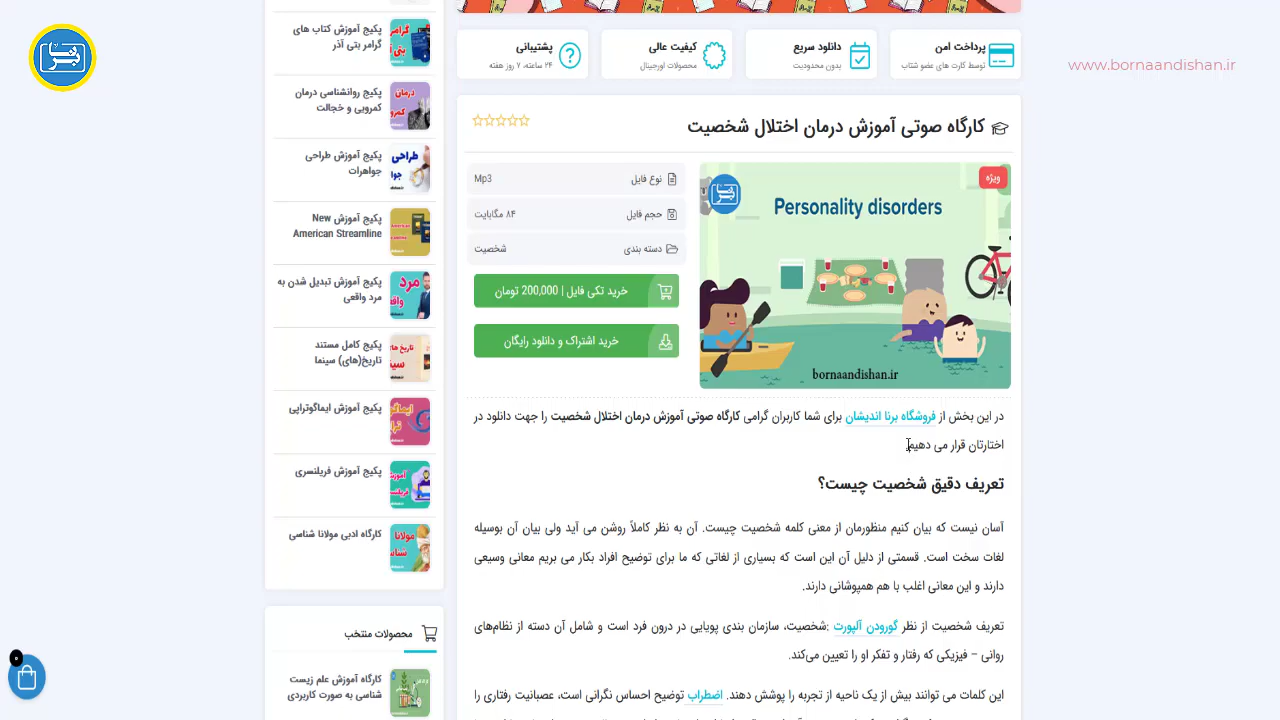 برنا
www.bornaandishan.ir
پرداخت امن
توسط کارت های عضو شتاب
دانلود سریع
بدون محدودیت
کیفیت عالی
محصولات اورجینال
پشتیبانی
۲۴ ساعته، ۷ روز هفته
کارگاه صوتی آموزش درمان اختلال شخصیت
ویژه
Personality disorders
bornaandishan.ir
نوع فایل
Mp3
حجم فایل
۸۴ مگابایت
دسته بندی
شخصیت
خرید تکی فایل | 200,000 تومان
خرید اشتراک و دانلود رایگان
در این بخش از فروشگاه برنا اندیشان برای شما کاربران گرامی کارگاه صوتی آموزش درمان اختلال شخصیت را جهت دانلود در
اختارتان قرار می دهیم
تعریف دقیق شخصیت چیست؟
آسان نیست که بیان کنیم منظورمان از معنی کلمه شخصیت چیست. آن به نظر کاملاً روشن می آید ولی بیان آن بوسیله
لغات سخت است. قسمتی از دلیل آن این است که بسیاری از لغاتی که ما برای توضیح افراد بکار می بریم معانی وسیعی
دارند و این معانی اغلب با هم همپوشانی دارند.
تعریف شخصیت از نظر گوردون آلپورت :شخصیت، سازمان بندی پویایی در درون فرد است و شامل آن دسته از نظام‌های
روانی – فیزیکی که رفتار و تفکر او را تعیین می‌کند.
این کلمات می توانند بیش از یک ناحیه از تجربه را پوشش دهند. اضطراب توضیح احساس نگرانی است، عصبانیت رفتاری را
پکیج آموزش کتاب های
گرامر بتی آذر
پکیج روانشناسی درمان
کمرویی و خجالت
پکیج آموزش طراحی
جواهرات
پکیج آموزش New
American Streamline
پکیج آموزش تبدیل شدن به
مرد واقعی
پکیج کامل مستند
تاریخ(های) سینما
پکیج آموزش ایماگوتراپی
پکیج آموزش فریلنسری
کارگاه ادبی مولانا شناسی
محصولات منتخب
کارگاه آموزش علم زیست
شناسی به صورت کاربردی